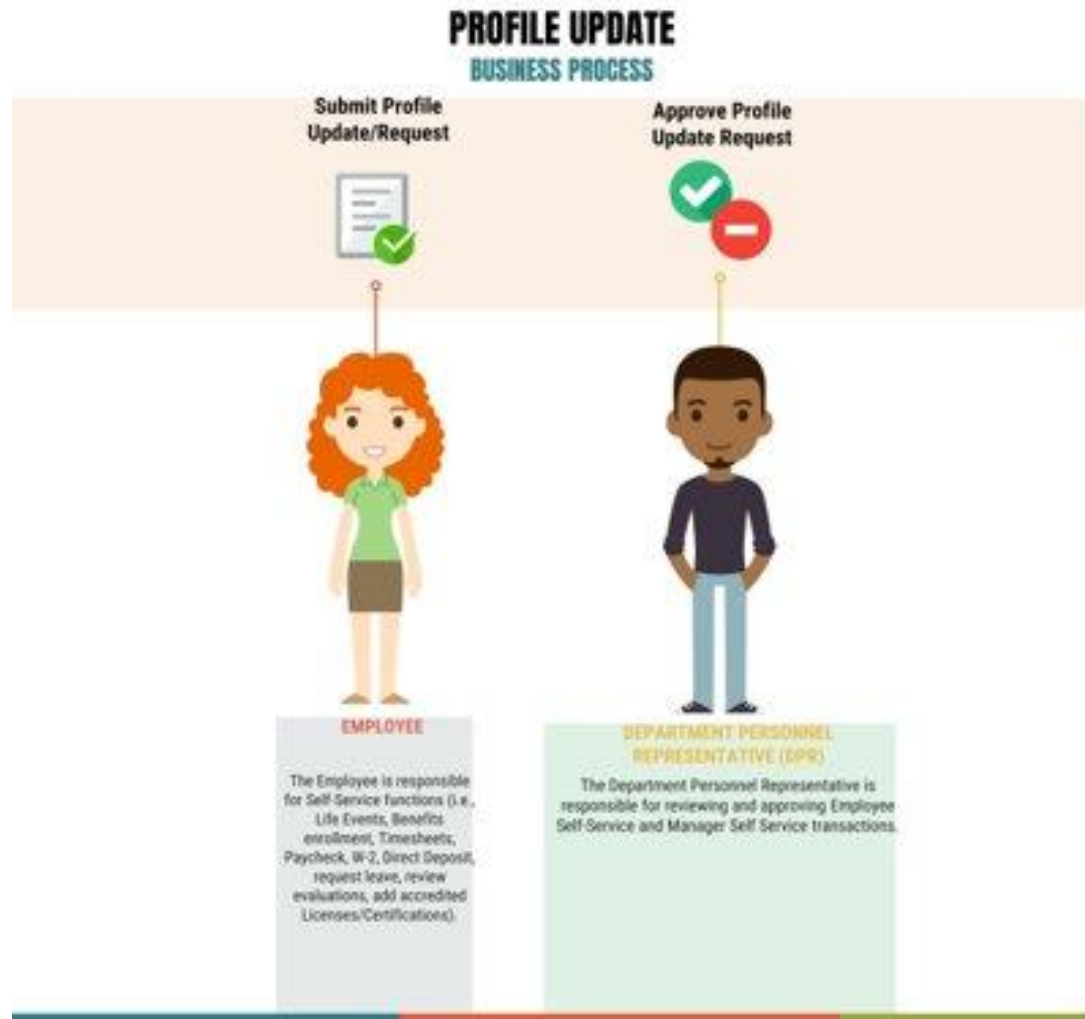 PROFILE UPDATE
BUSINESS PROCESS
Submit Profile
Update/Request
Approve Profile
Update Request
EMPLOYEE
The Employee is responsible
for Self-Service functions (i.e.,
Life Events, Benefits
enrollment, Timesheets,
Paycheck, W-2, Direct Deposit,
request leave, review
evaluations, add accredited
Licenses/Certifications).
DEPARTMENT PERSONNEL
REPRESENTATIVE (DPR)
The Department Personnel Representative is
responsible for reviewing and approving Employee
Self-Service and Manager Self Service transactions.